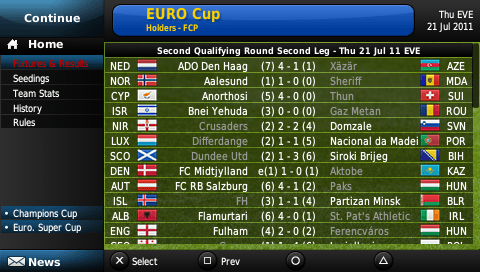 Continue
EURO Cup
Holders - FCP
Thu EVE
21 Jul 2011
Home
Fixtures & Results
Seedings
Team Stats
History
Rules
Champions Cup
Euro. Super Cup
News
Second Qualifying Round Second Leg - Thu 21 Jul 11 EVE
NED ADO Den Haag (7) 4 - 1 (1) Xäzär AZE
NOR Aalesund (1) 1 - 0 (1) Sheriff MDA
CYP Anorthosi (5) 4 - 0 (4) Thun SUI
ISR Bnei Yehuda (3) 0 - 0 (3) Gaz Metan ROU
NIR Crusaders (2) 2 - 2 (4) Domzale SVN
LUX Differdange (2) 1 - 1 (5) Nacional da Madei POR
SCO Dundee Utd (2) 1 - 3 (6) Siroki Brijeg BIH
DEN FC Midtjylland e(1) 1 - 0 (1) Aktobe KAZ
AUT FC RB Salzburg (6) 4 - 1 (2) Paks HUN
ISL FH (3) 1 - 1 (4) Partizan Minsk BLR
ALB Flamurtari (6) 4 - 0 (1) St. Pat's Athletic IRL
ENG Fulham (4) 2 - 0 (2) Ferencváros HUN
Select
Prev